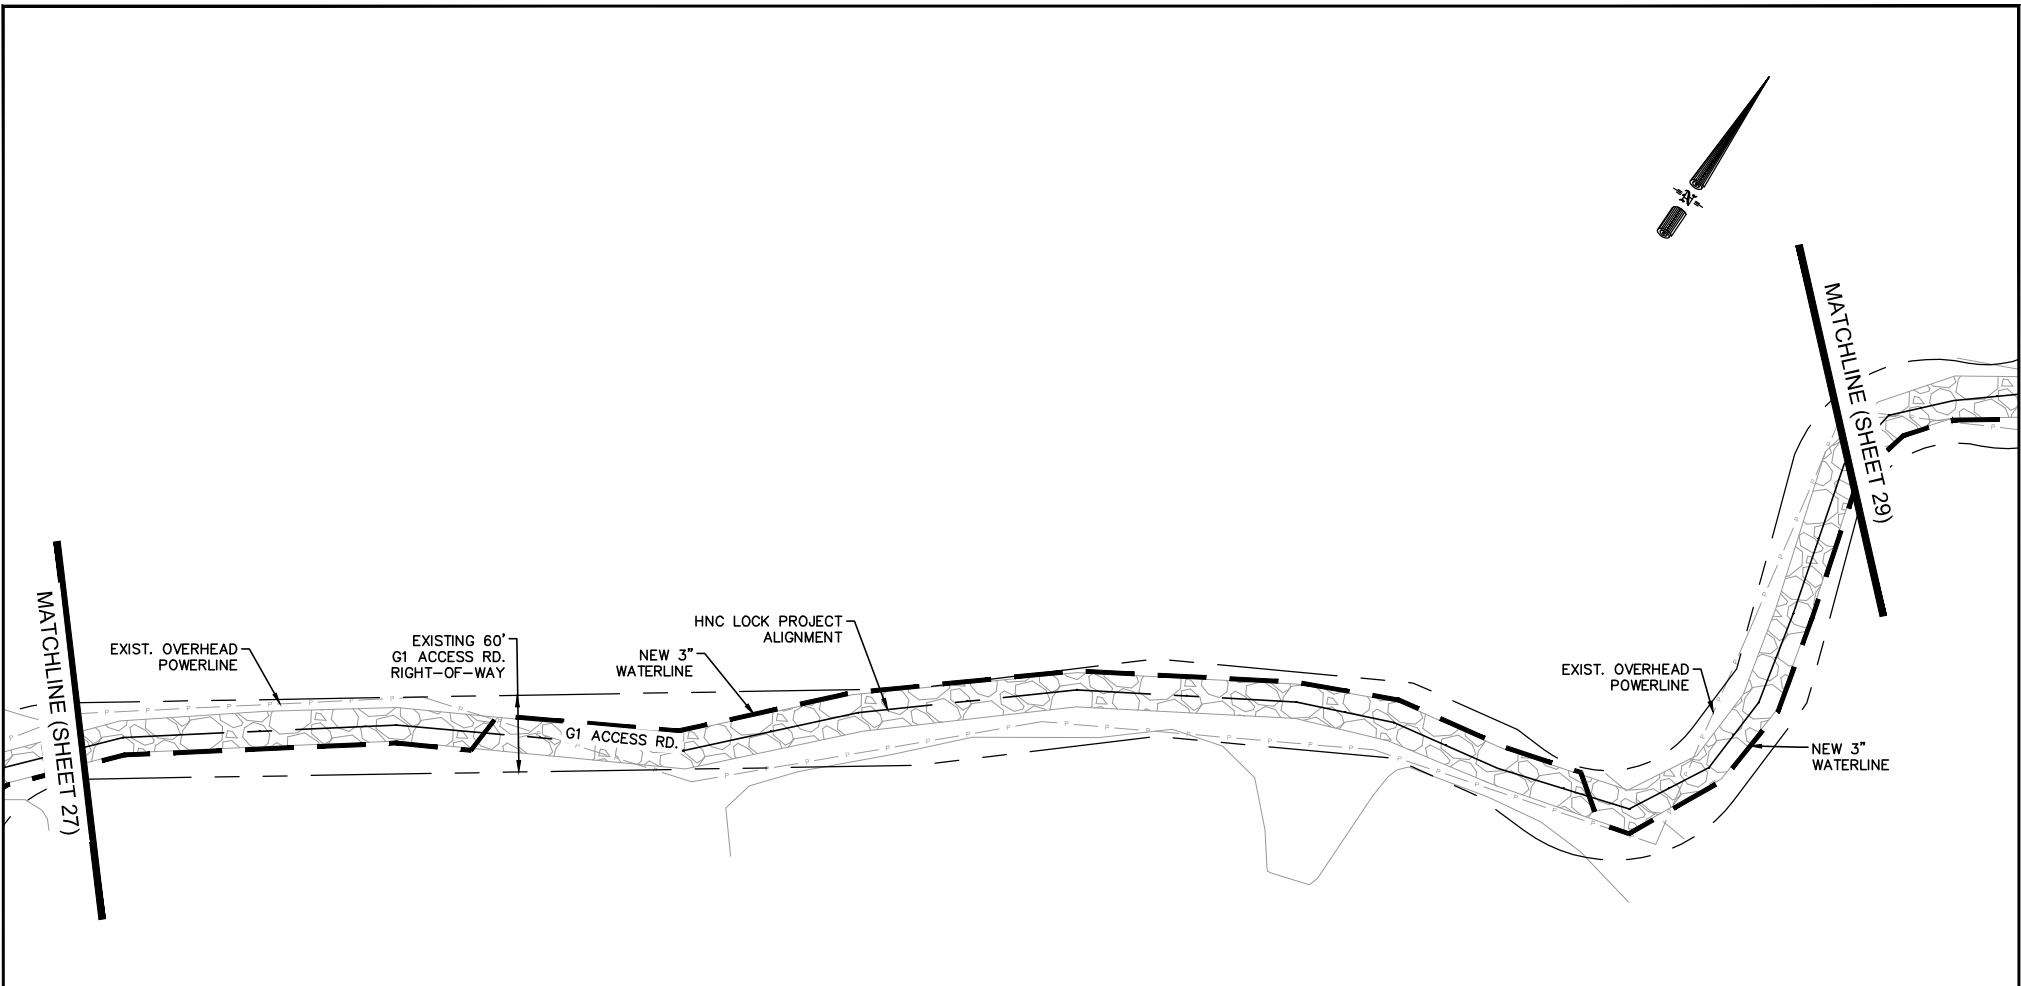 N
MATCHLINE (SHEET 29)
MATCHLINE (SHEET 27)
EXIST. OVERHEAD
POWERLINE
EXISTING 60'
G1 ACCESS RD.
RIGHT-OF-WAY
NEW 3"
WATERLINE
HNC LOCK PROJECT
ALIGNMENT
G1 ACCESS RD.
EXIST. OVERHEAD
POWERLINE
NEW 3"
WATERLINE